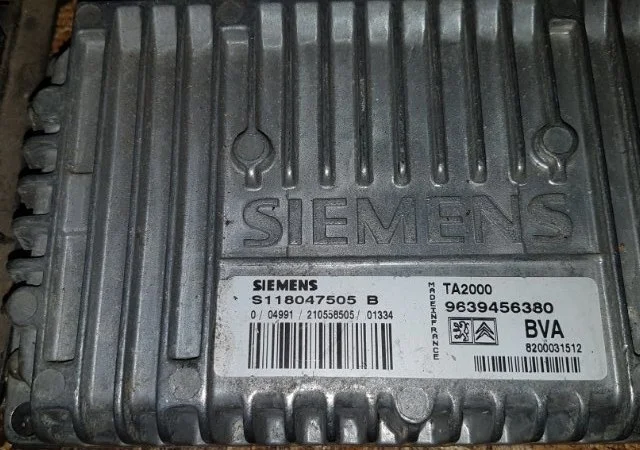 SIEMENS
SIEMENS
S118047505 B
0 / 04991 / 210558505 / 01334
MADE IN FRANCE
TA2000
9639456380
BVA
8200031512